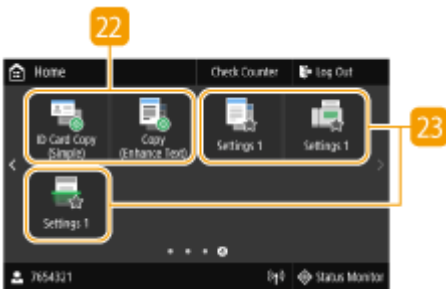 22
Home Check Counter Log Out
ID Card Copy Copy Settings 1 Settings 1
(Simple) (Enhance Text)
23
Settings 1
7654321 Status Monitor